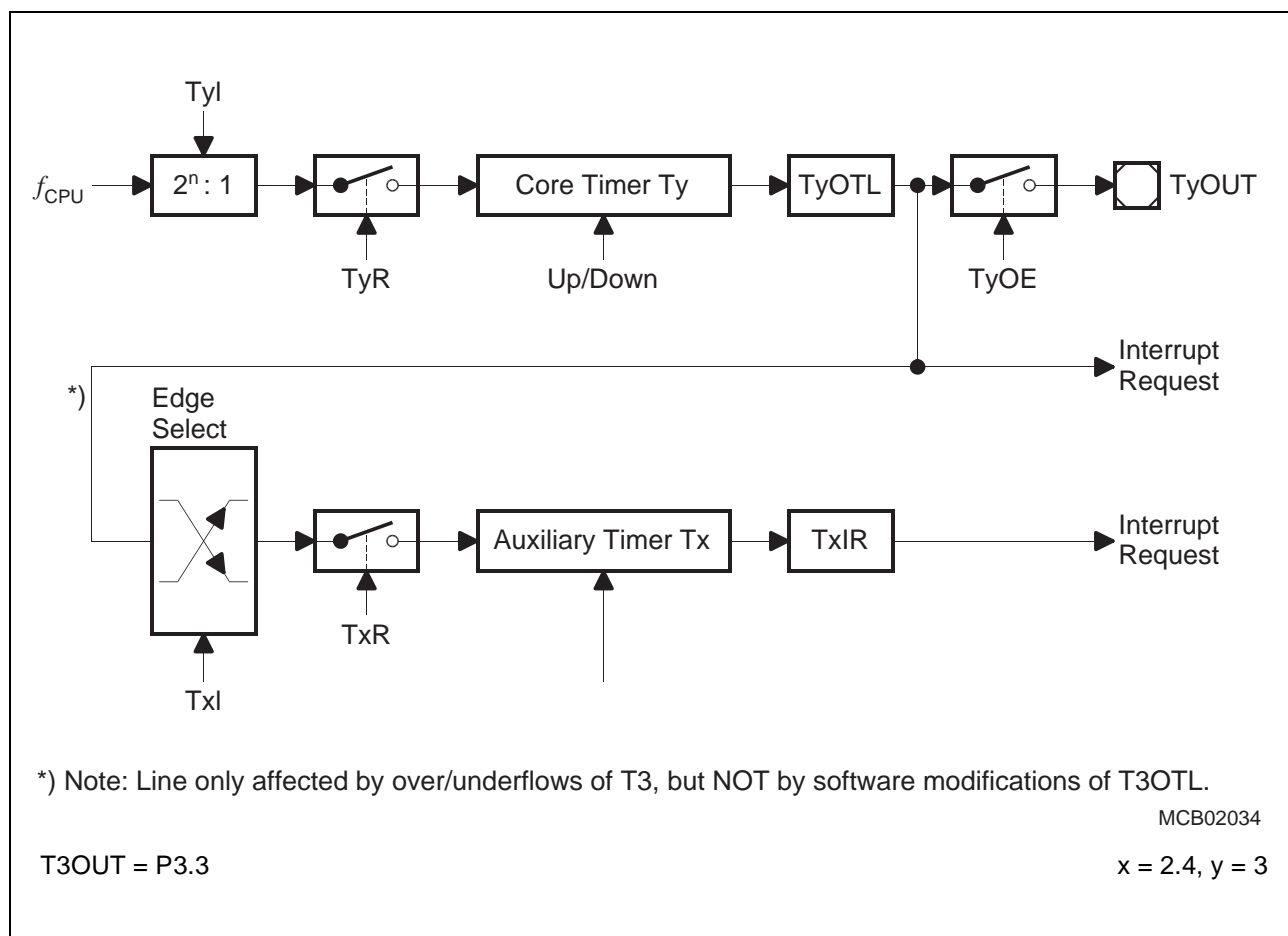 TyI
fCPU
2ⁿ : 1
Core Timer Ty
TyOTL
TyOUT
TyR
Up/Down
TyOE
Interrupt
Request
*)
Edge
Select
Auxiliary Timer Tx
TxIR
Interrupt
Request
TxR
TxI
*) Note: Line only affected by over/underflows of T3, but NOT by software modifications of T3OTL.
MCB02034
T3OUT = P3.3
x = 2.4, y = 3